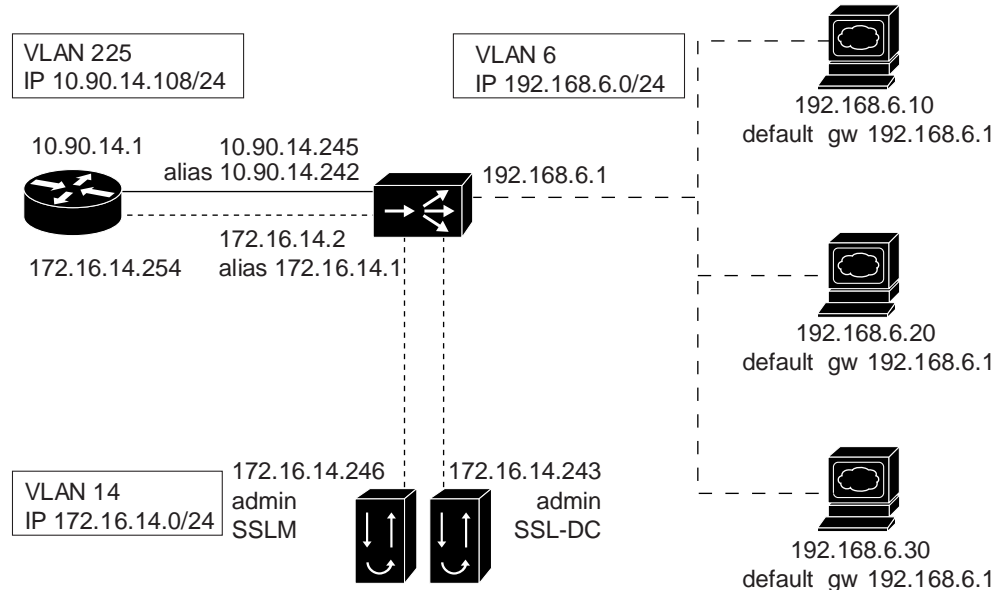 VLAN 225
IP 10.90.14.108/24
VLAN 6
IP 192.168.6.0/24
192.168.6.10
default gw 192.168.6.1
10.90.14.1
10.90.14.245
alias 10.90.14.242
192.168.6.1
172.16.14.254
172.16.14.2
alias 172.16.14.1
192.168.6.20
default gw 192.168.6.1
VLAN 14
IP 172.16.14.0/24
172.16.14.246
admin
SSLM
172.16.14.243
admin
SSL-DC
192.168.6.30
default gw 192.168.6.1